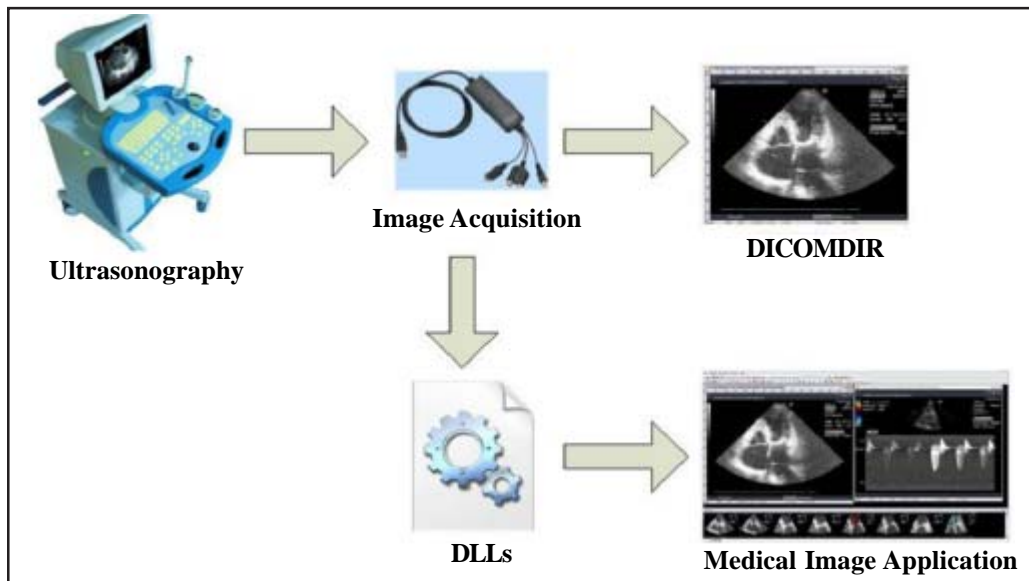 Image Acquisition
DICOMDIR
Ultrasonography
DLLs
Medical Image Application